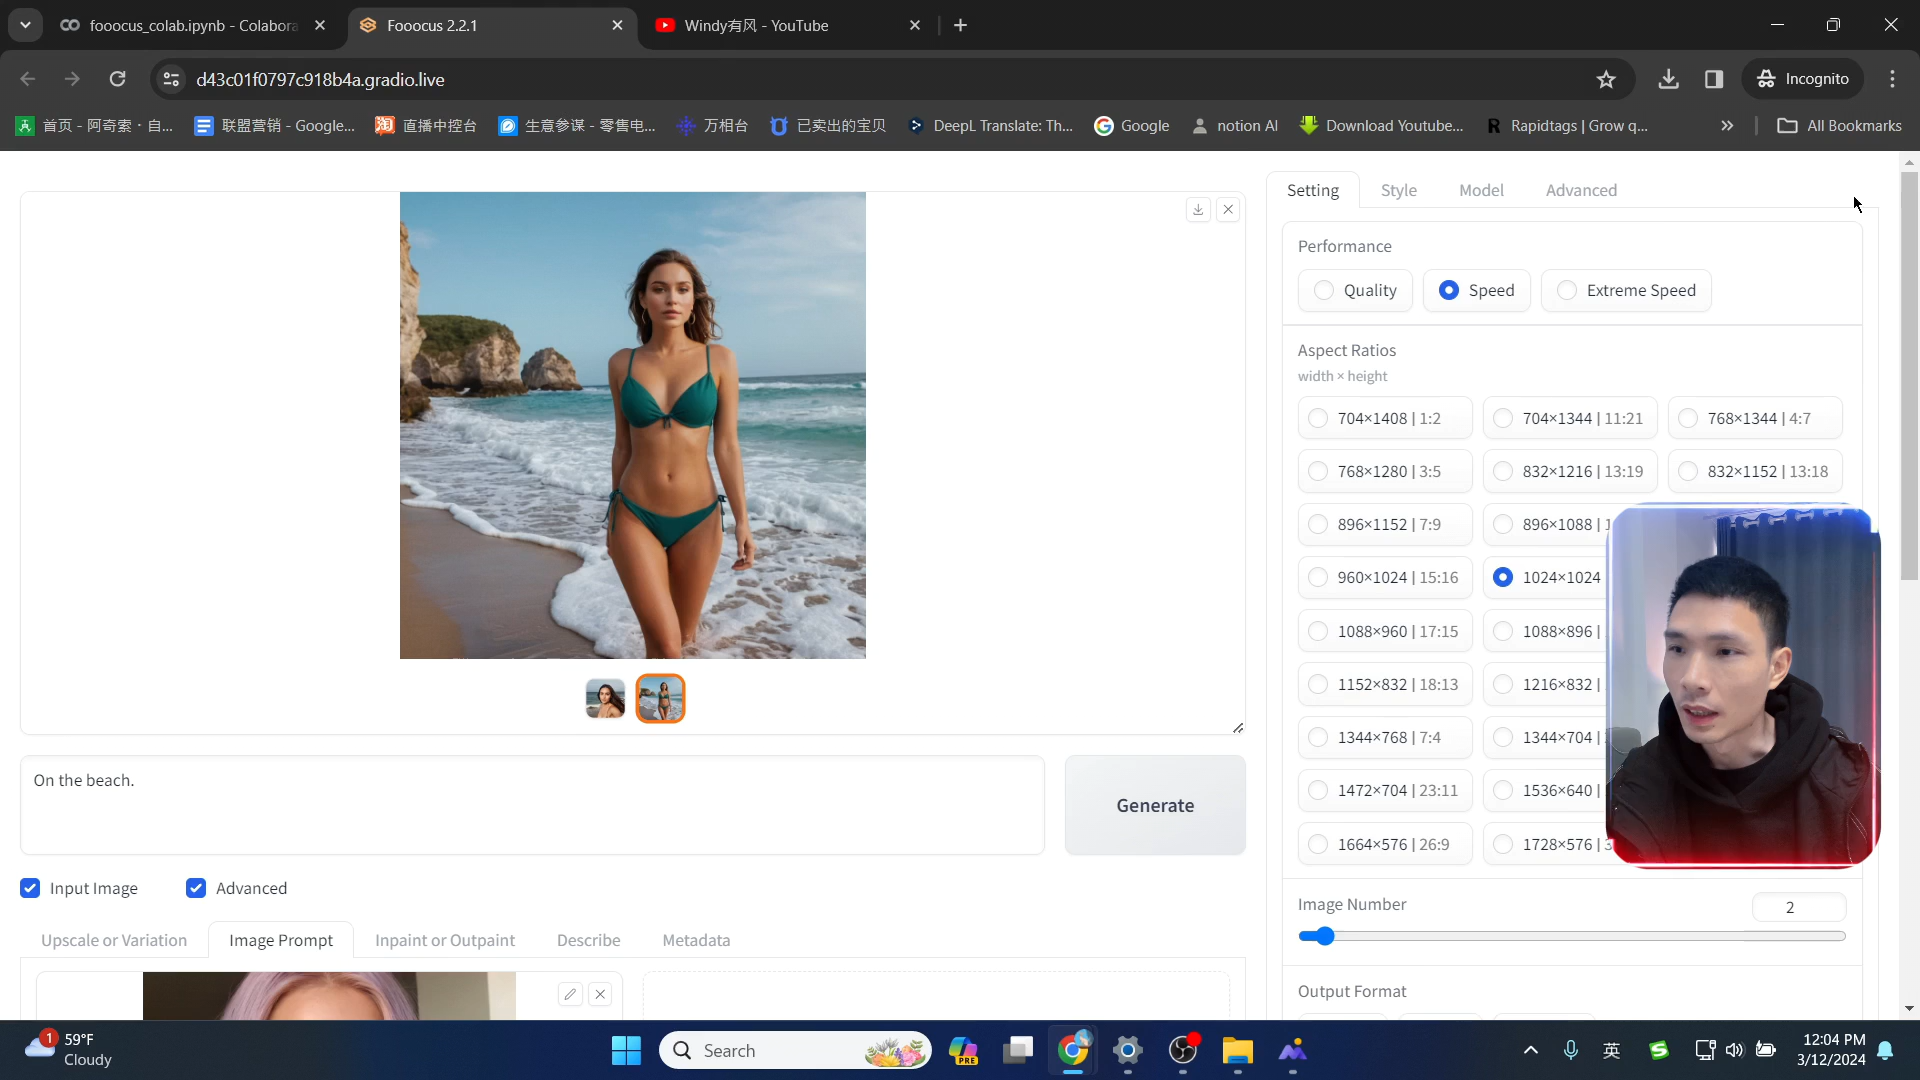 fooocus_colab.ipynb - Colabora
Fooocus 2.2.1
Windy有风 - YouTube
d43c01f0797c918b4a.gradio.live
Incognito
首页 - 阿奇索 · 自...
联盟营销 - Google...
淘
直播中控台
生意参谋 - 零售电...
万相台
已卖出的宝贝
DeepL Translate: Th...
Google
notion AI
Download Youtube...
Rapidtags | Grow q...
All Bookmarks
Setting
Style
Model
Advanced
Performance
Quality
Speed
Extreme Speed
Aspect Ratios
width × height
704×1408 | 1:2
704×1344 | 11:21
768×1344 | 4:7
768×1280 | 3:5
832×1216 | 13:19
832×1152 | 13:18
896×1152 | 7:9
896×1088 |
960×1024 | 15:16
1024×1024
1088×960 | 17:15
1088×896 |
1152×832 | 18:13
1216×832 |
1344×768 | 7:4
1344×704 |
1472×704 | 23:11
1536×640 |
1664×576 | 26:9
1728×576 | 3
Image Number
2
Output Format
On the beach.
Generate
Input Image
Advanced
Upscale or Variation
Image Prompt
Inpaint or Outpaint
Describe
Metadata
1
59°F
Cloudy
Search
PRE
英
12:04 PM
3/12/2024